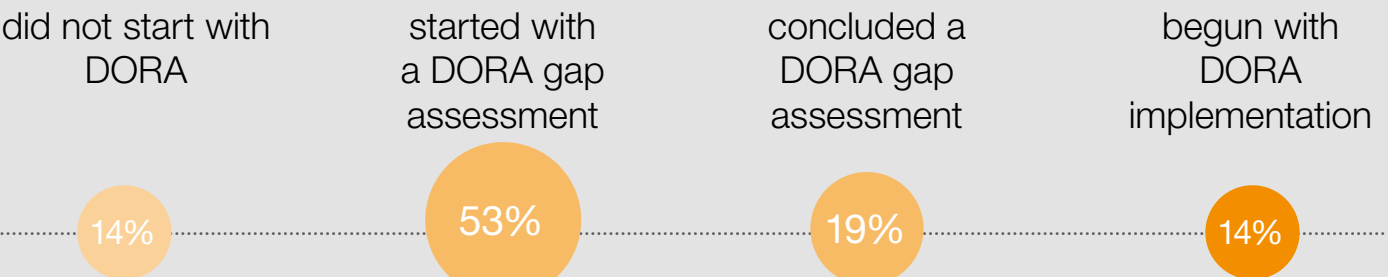 did not start with
DORA
started with
a DORA gap
assessment
concluded a
DORA gap
assessment
begun with
DORA
implementation
14%
53%
19%
14%